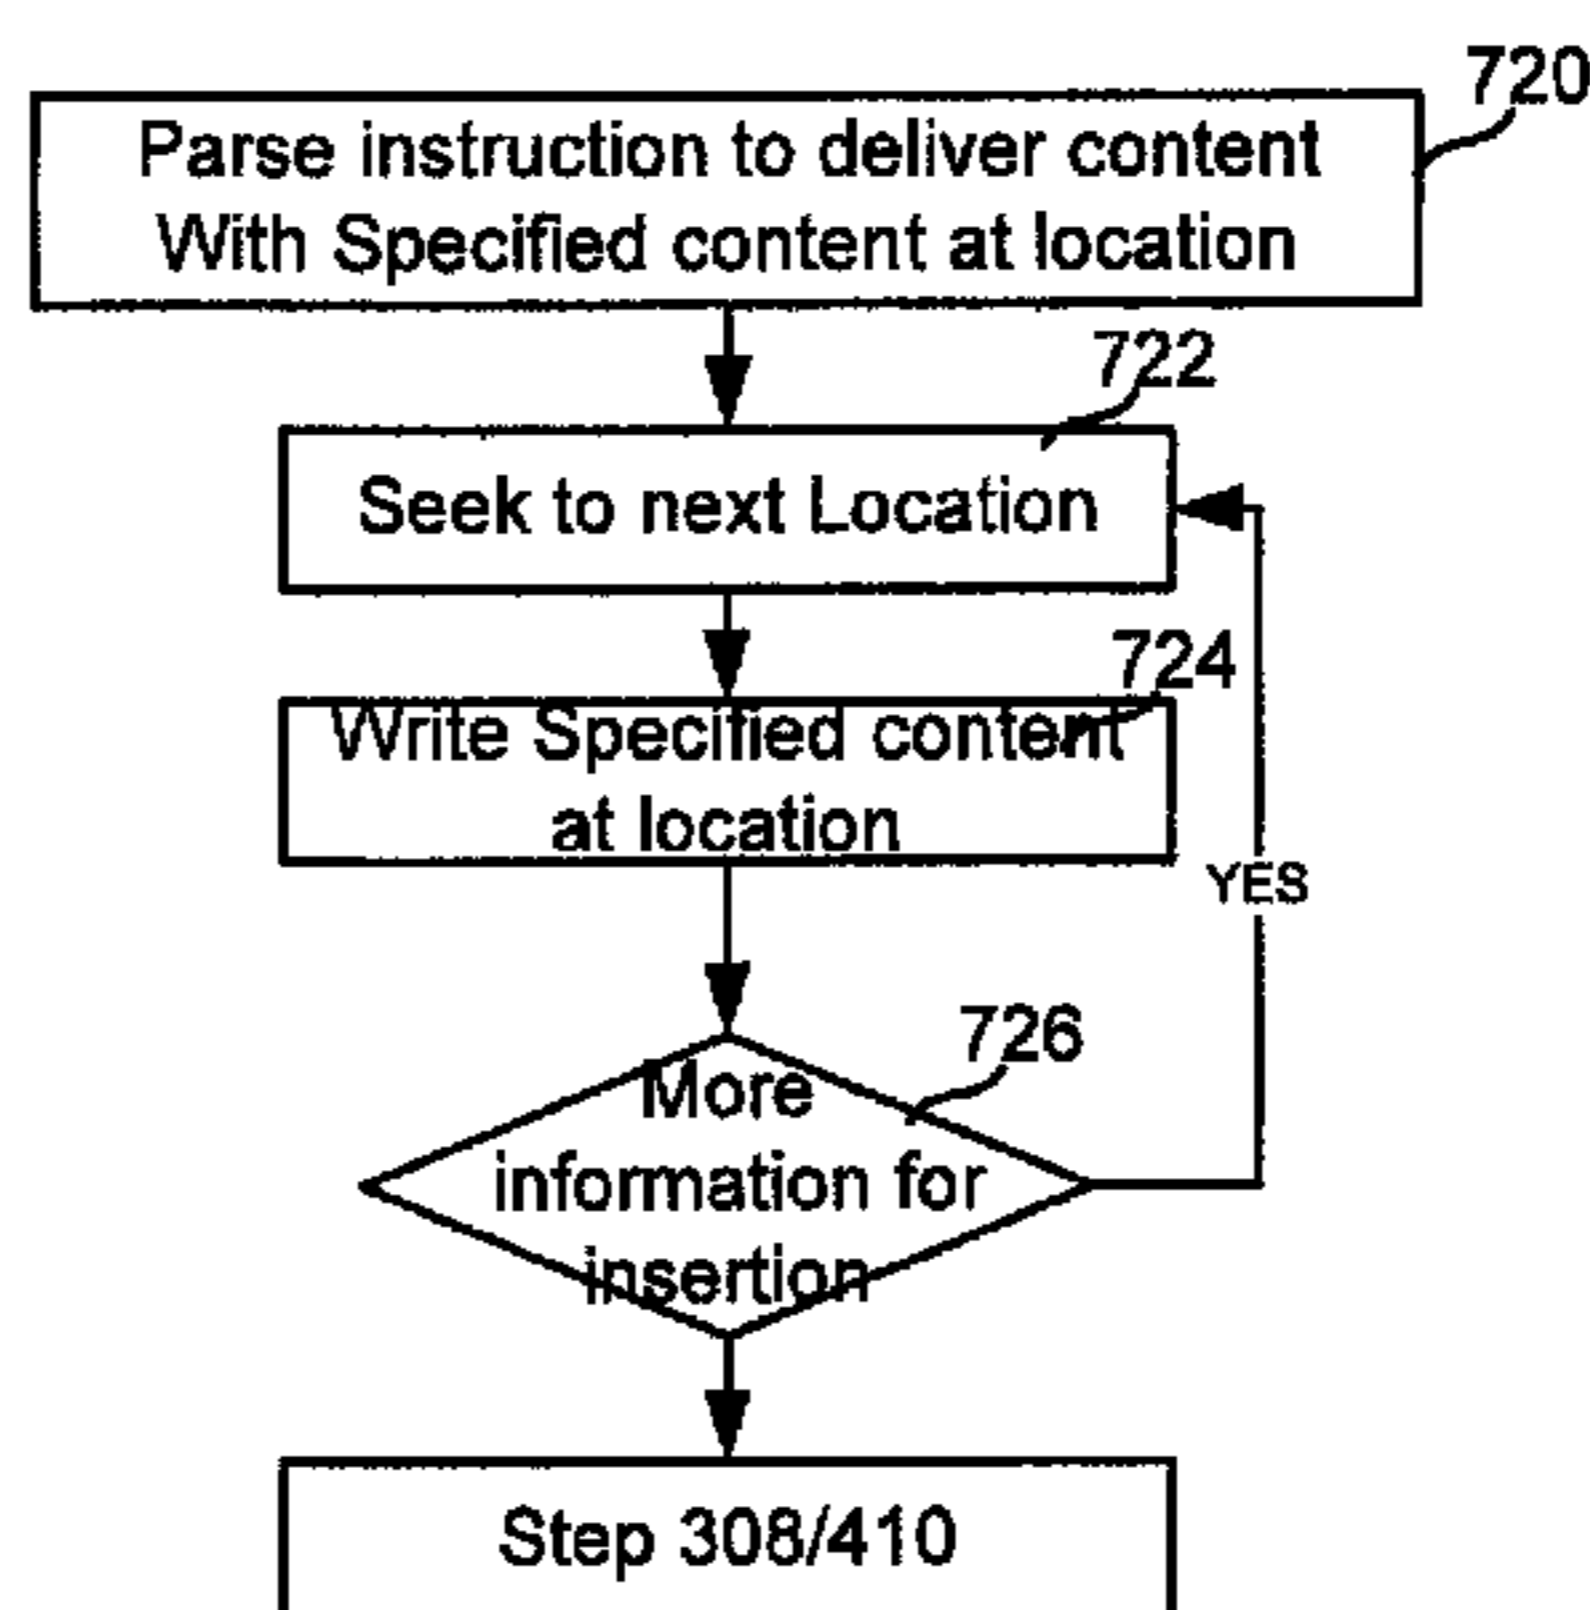 720
Parse instruction to deliver content
With Specified content at location
722
Seek to next Location
724
Write Specified content
at location
YES
726
More
information for
insertion
Step 308/410